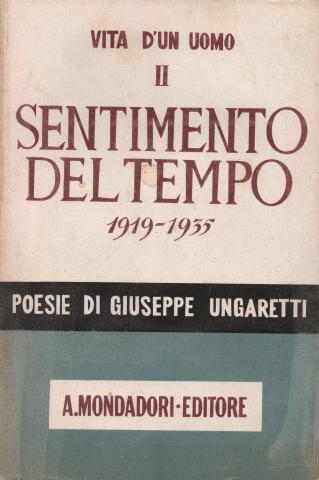 VITA D'UN UOMO
II
SENTIMENTO
DEL TEMPO
1919-1935
POESIE DI GIUSEPPE UNGARETTI
A.MONDADORI·EDITORE